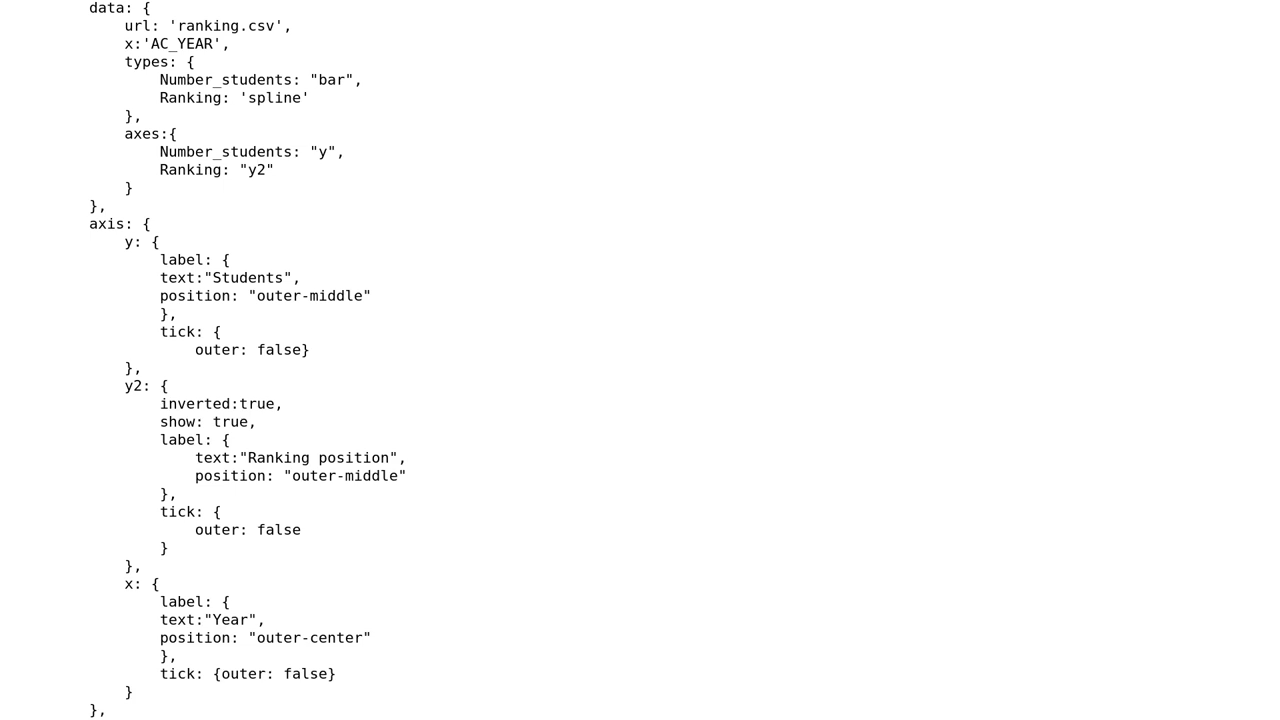 data: {
    url: 'ranking.csv',
    x:'AC_YEAR',
    types: {
        Number_students: "bar",
        Ranking: 'spline'
    },
    axes:{
        Number_students: "y",
        Ranking: "y2"
    }
},
axis: {
    y: {
        label: {
        text:"Students",
        position: "outer-middle"
        },
        tick: {
            outer: false}
    },
    y2: {
        inverted:true,
        show: true,
        label: {
            text:"Ranking position",
            position: "outer-middle"
        },
        tick: {
            outer: false
        }
    },
    x: {
        label: {
        text:"Year",
        position: "outer-center"
        },
        tick: {outer: false}
    }
},